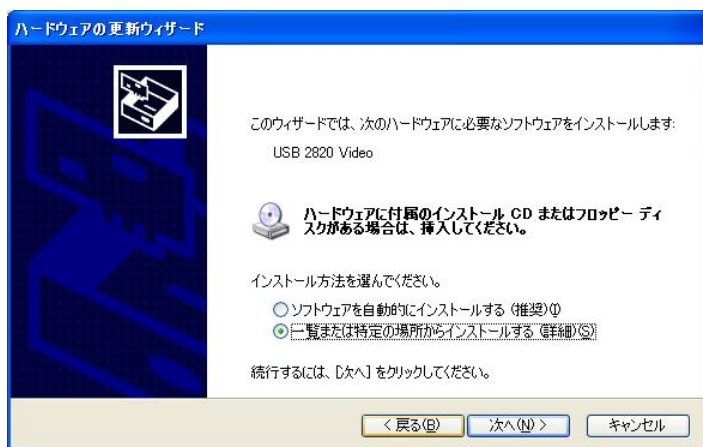 ハードウェアの更新ウィザード
このウィザードでは、次のハードウェアに必要なソフトウェアをインストールします:
USB 2820 Video
ハードウェアに付属のインストール CD またはフロッピー ディ
スクがある場合は、挿入してください。
インストール方法を選んでください。
ソフトウェアを自動的にインストールする (推奨)(I)
一覧または特定の場所からインストールする (詳細)(S)
続行するには、[次へ] をクリックしてください。
< 戻る(B) 次へ(N) > キャンセル